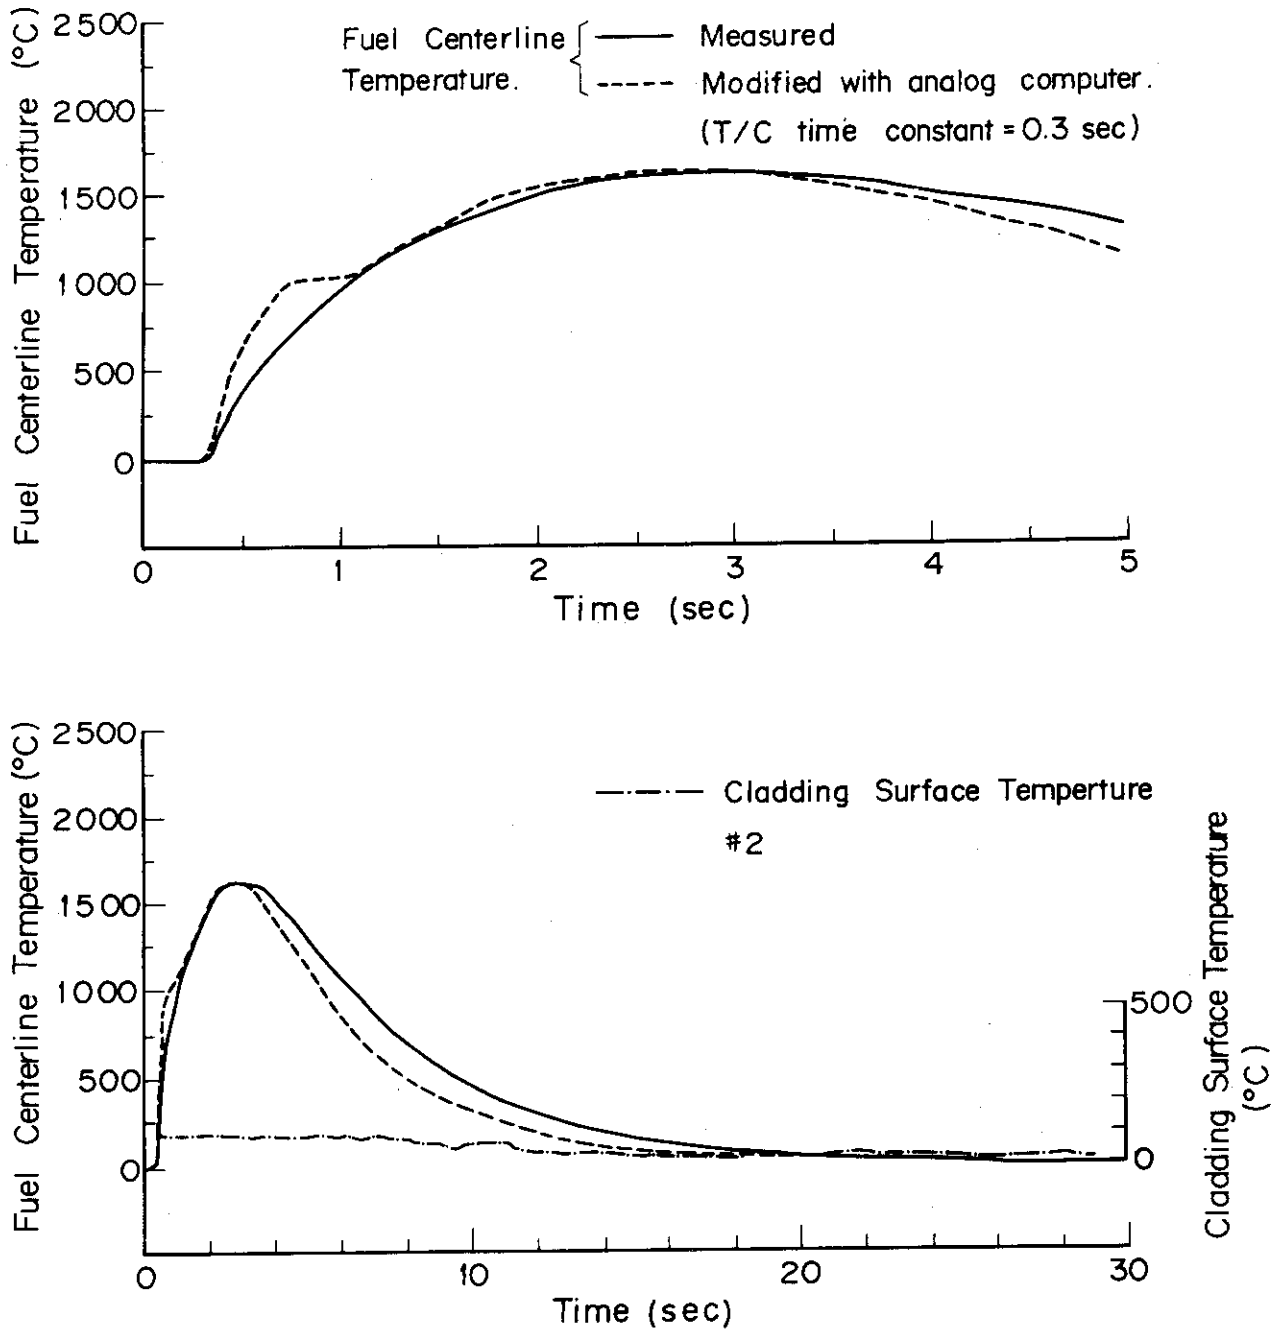 Fuel Centerline Temperature (°C)
2500
2000
1500
1000
500
0
Fuel Centerline
Temperature.
Measured
Modified with analog computer.
(T/C time constant = 0.3 sec)
0 1 2 3 4 5
Time (sec)
Fuel Centerline Temperature (°C)
2500
2000
1500
1000
500
0
Cladding Surface Temperture
#2
500
0
Cladding Surface Temperature
(°C)
0 10 20 30
Time (sec)